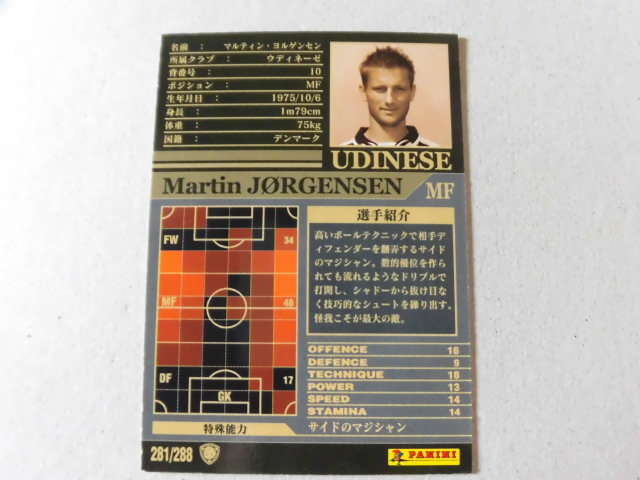 名前 : マルティン・ヨルゲンセン
所属クラブ : ウディネーゼ
背番号 : 10
ポジション : MF
生年月日 : 1975/10/6
身長 : 1m79cm
体重 : 75kg
国籍 : デンマーク
UDINESE
Martin JØRGENSEN MF
FW 34
MF 48
DF 17
GK
選手紹介
高いボールテクニックで相手ディ
フェンダーを翻弄するサイド
のマジシャン。数的優位を作ら
れても流れるようなドリブルで
打開し、シャドーから抜け目な
く技巧的なシュートを繰り出す。
怪我こそが最大の敵。
OFFENCE 16
DEFENCE 9
TECHNIQUE 18
POWER 13
SPEED 14
STAMINA 14
特殊能力 サイドのマジシャン
281/288
PANINI